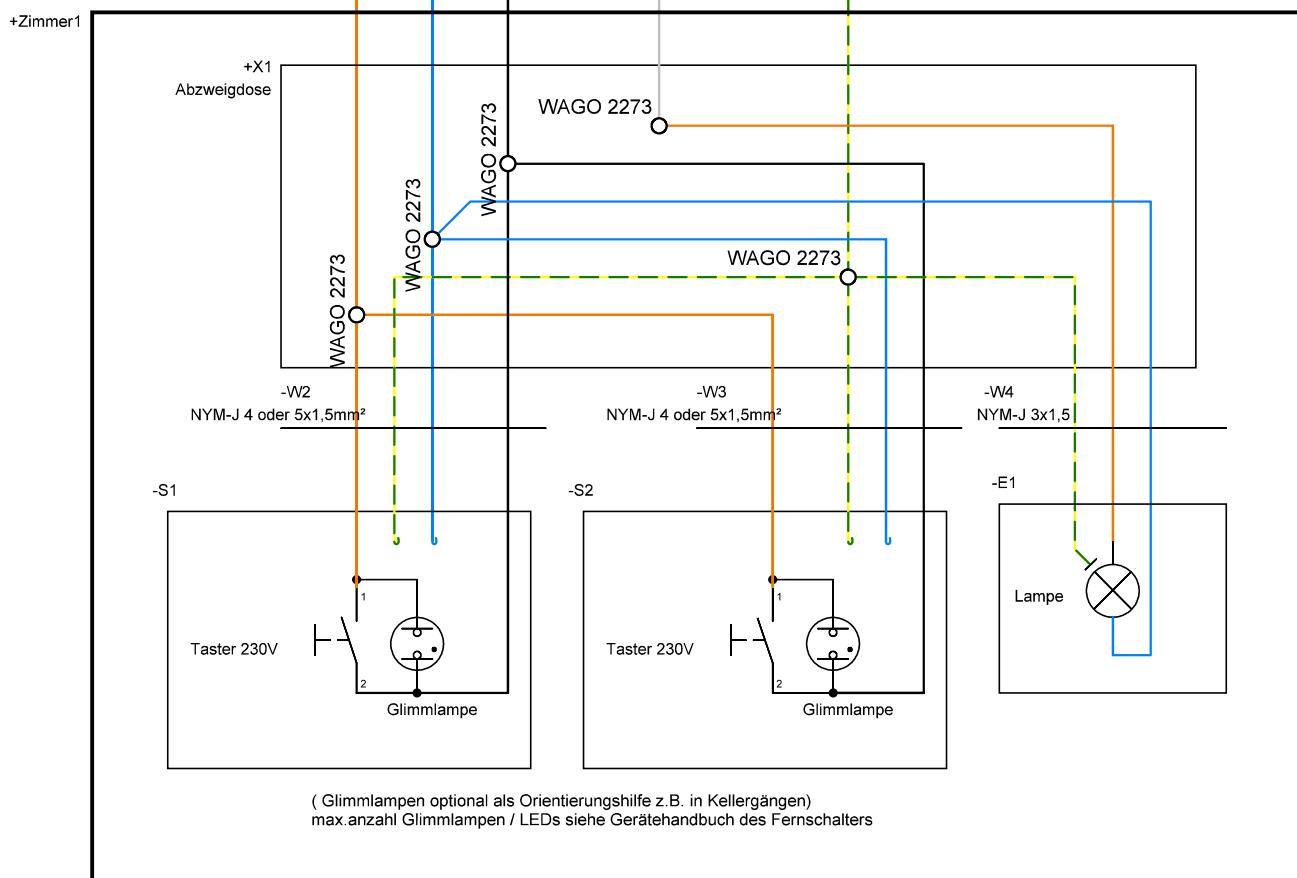 +Zimmer1
+X1
Abzweigdose
WAGO 2273
WAGO 2273
WAGO 2273
WAGO 2273
WAGO 2273
-W2
NYM-J 4 oder 5x1,5mm²
-W3
NYM-J 4 oder 5x1,5mm²
-W4
NYM-J 3x1,5
-S1
-S2
-E1
1
Taster 230V
2
Glimmlampe
1
Taster 230V
2
Glimmlampe
Lampe
( Glimmlampen optional als Orientierungshilfe z.B. in Kellergängen)
max.anzahl Glimmlampen / LEDs siehe Gerätehandbuch des Fernschalters